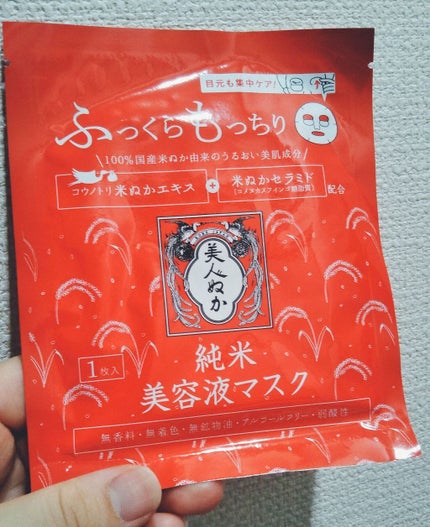 目元も集中ケア!
ふっくらもっちり
100%国産米ぬか由来のうるおい美肌成分
コウノトリ米ぬかエキス + 米ぬかセラミド
(コメヌカスフィンゴ糖脂質) 配合
美人ぬか
1枚入
純米
美容液マスク
無香料・無着色・無鉱物油・アルコールフリー・弱酸性